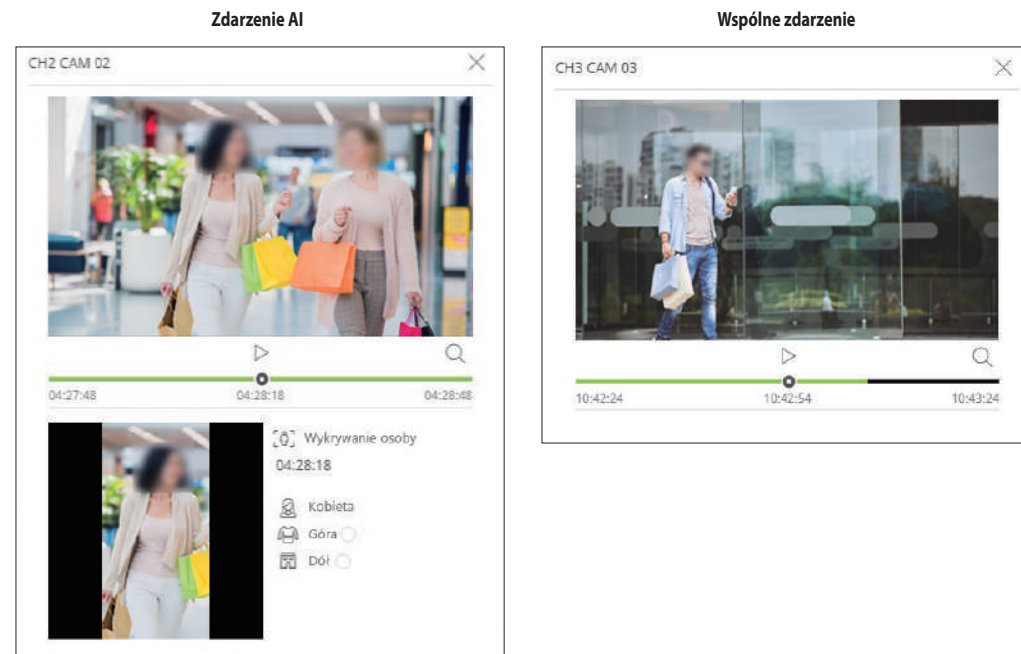 Zdarzenie AI
CH2 CAM 02
04:27:48 04:28:18 04:28:48
Wykrywanie osoby
04:28:18
Kobieta
Góra
Dół
Wspólne zdarzenie
CH3 CAM 03
10:42:24 10:42:54 10:43:24